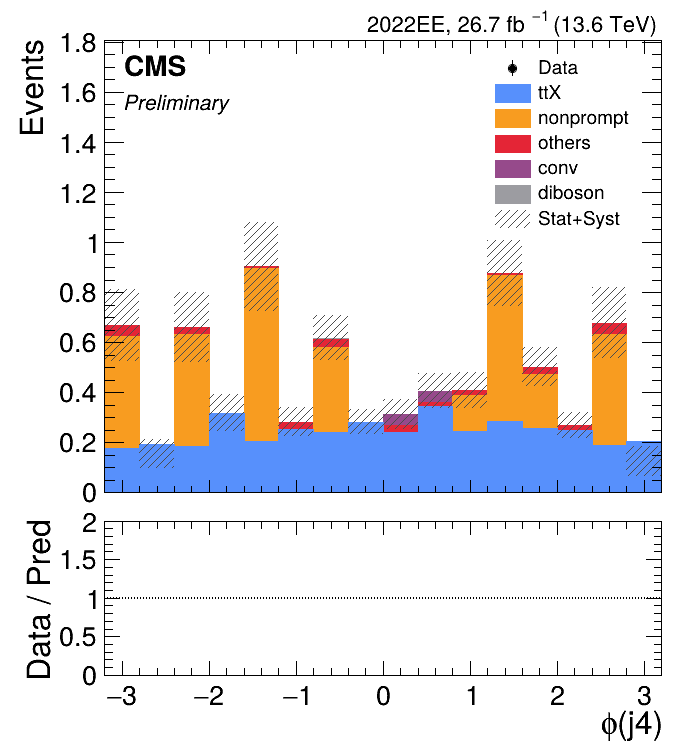 2022EE, 26.7 fb⁻¹ (13.6 TeV)
CMS
Preliminary
Events
Data
ttX
nonprompt
others
conv
diboson
Stat+Syst
1.8
1.6
1.4
1.2
1
0.8
0.6
0.4
0.2
0
Data / Pred
2
1.5
1
0.5
0
−3 −2 −1 0 1 2 3
ϕ(j4)